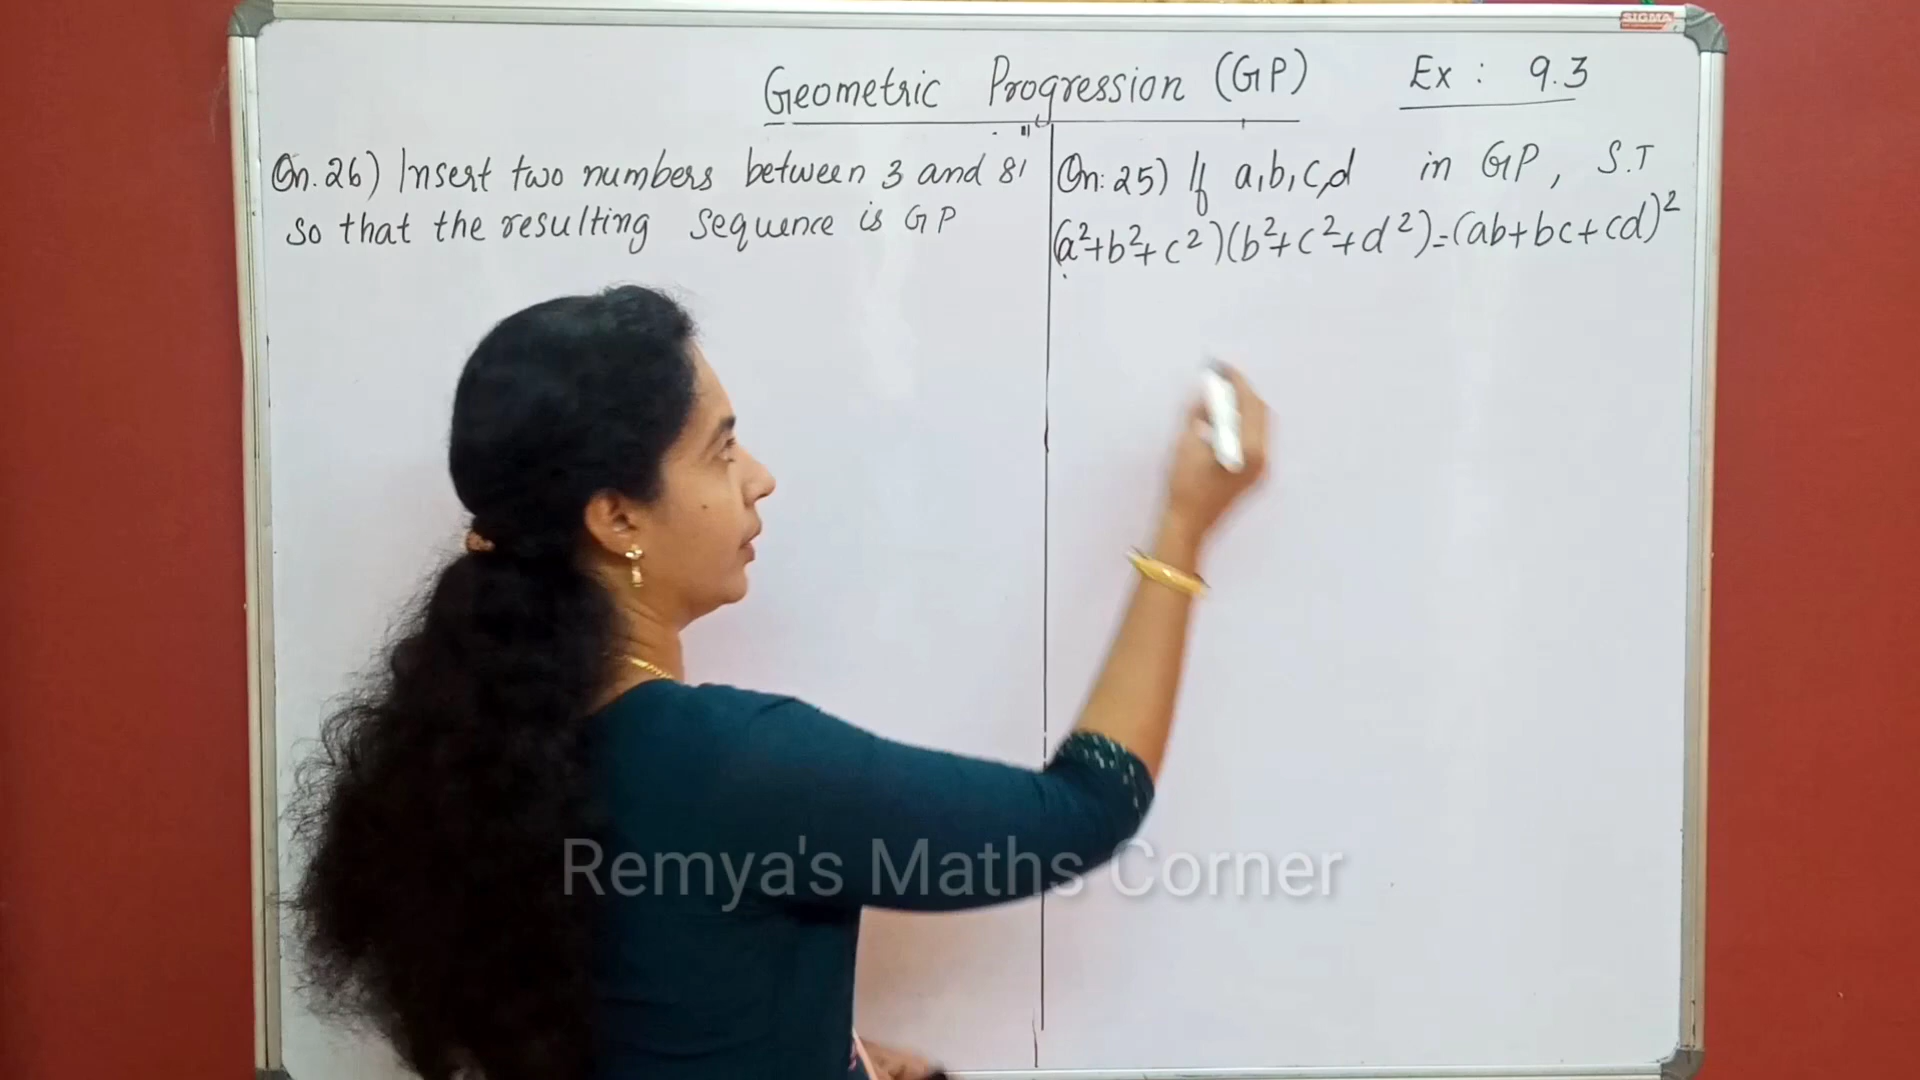 SIGMA
Geometric Progression (GP)
Ex : 9.3
Qn. 26) Insert two numbers between 3 and 81
so that the resulting sequence is GP
Qn: 25) If a,b,c,d in GP, S.T
(a²+b²+c²)(b²+c²+d²)=(ab+bc+cd)²
Remya's Maths Corner